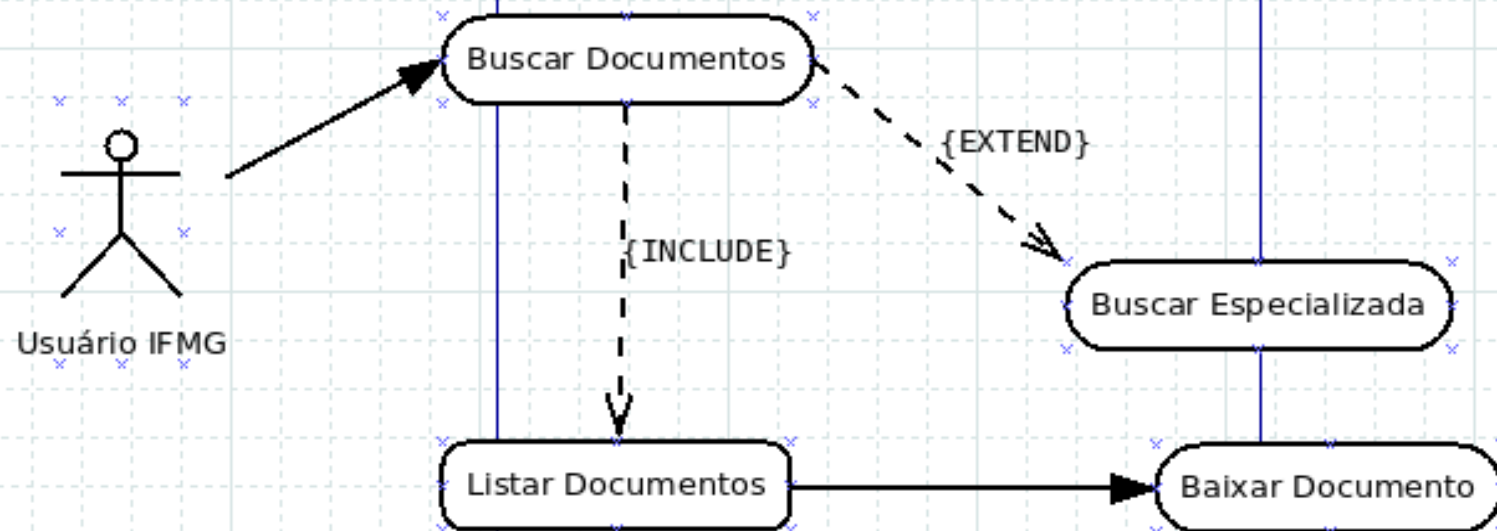 Buscar Documentos
{EXTEND}
{INCLUDE}
Buscar Especializada
Usuário IFMG
Listar Documentos
Baixar Documento